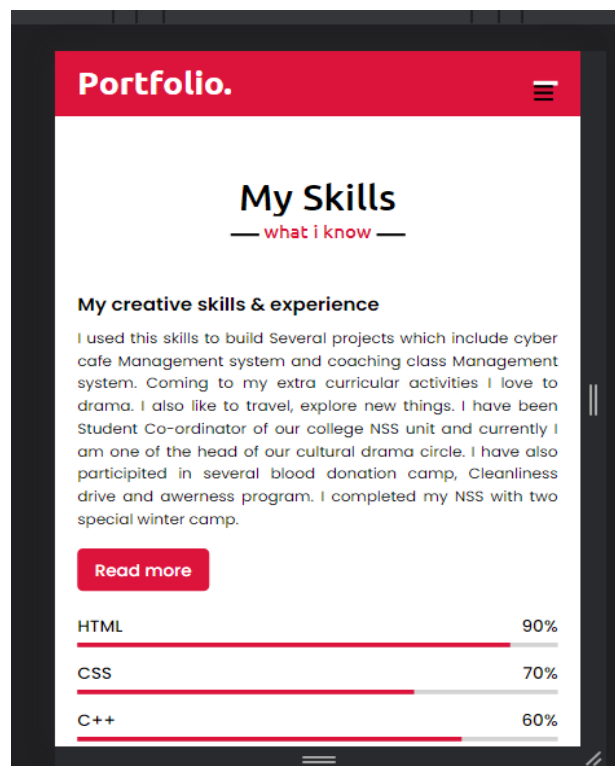 Portfolio.
My Skills
what i know
My creative skills & experience
I used this skills to build Several projects which include cyber
cafe Management system and coaching class Management
system. Coming to my extra curricular activities I love to
drama. I also like to travel, explore new things. I have been
Student Co-ordinator of our college NSS unit and currently I
am one of the head of our cultural drama circle. I have also
participited in several blood donation camp, Cleanliness
drive and awerness program. I completed my NSS with two
special winter camp.
Read more
HTML 90%
CSS 70%
C++ 60%